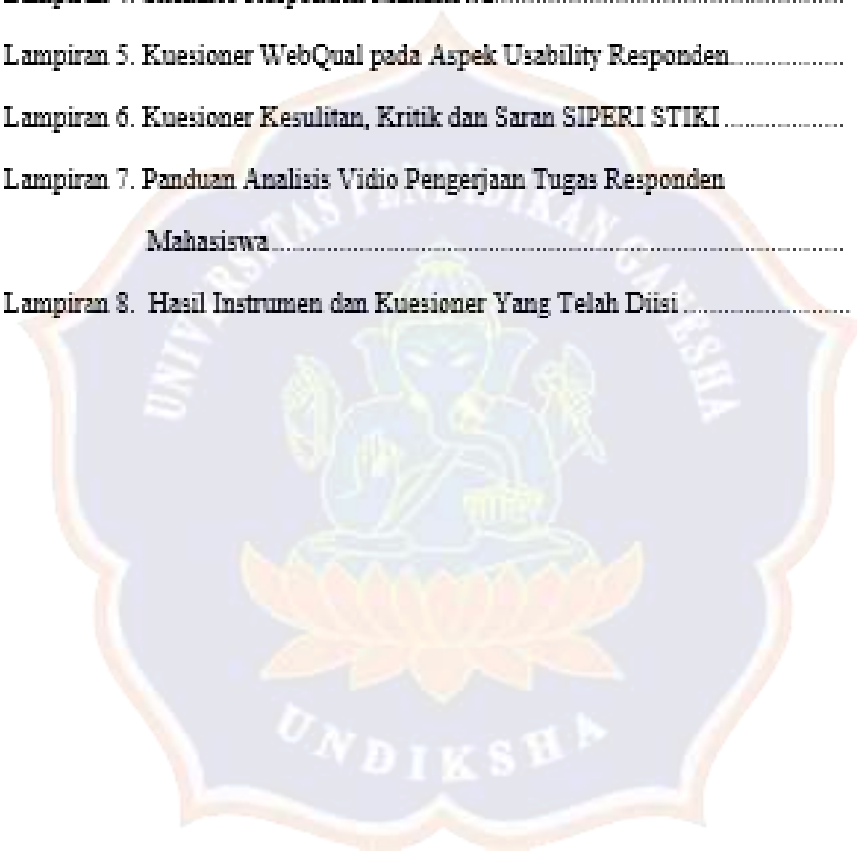 Lampiran 5. Kuesioner WebQual pada Aspek Usability Responden....................
Lampiran 6. Kuesioner Kesulitan, Kritik dan Saran SIPERI STIKI.....................
Lampiran 7. Panduan Analisis Vidio Pengerjaan Tugas Responden
Mahasiswa....................................................................................................
Lampiran 8. Hasil Instrumen dan Kuesioner Yang Telah Diisi.............................
UNIVERSITAS PENDIDIKAN GANESHA
UNDIKSHA